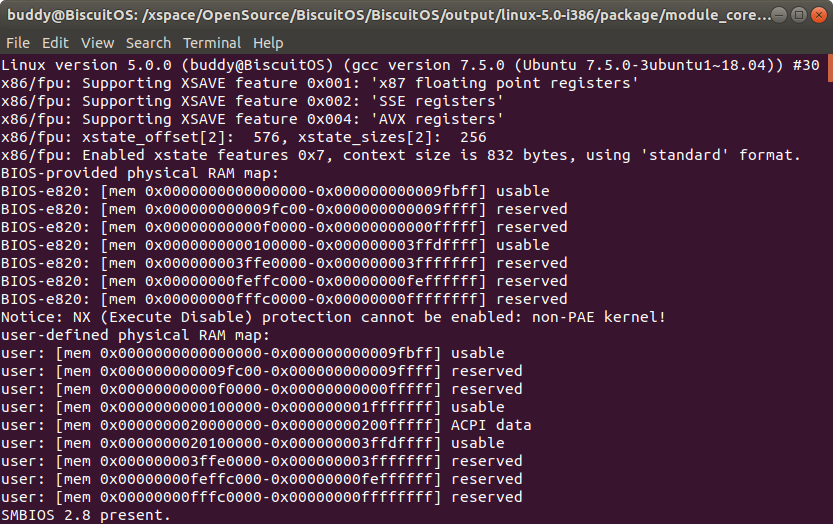 buddy@BiscuitOS: /xspace/OpenSource/BiscuitOS/BiscuitOS/output/linux-5.0-i386/package/module_core...
File Edit View Search Terminal Help
Linux version 5.0.0 (buddy@BiscuitOS) (gcc version 7.5.0 (Ubuntu 7.5.0-3ubuntu1~18.04)) #30
x86/fpu: Supporting XSAVE feature 0x001: 'x87 floating point registers'
x86/fpu: Supporting XSAVE feature 0x002: 'SSE registers'
x86/fpu: Supporting XSAVE feature 0x004: 'AVX registers'
x86/fpu: xstate_offset[2]:  576, xstate_sizes[2]:  256
x86/fpu: Enabled xstate features 0x7, context size is 832 bytes, using 'standard' format.
BIOS-provided physical RAM map:
BIOS-e820: [mem 0x0000000000000000-0x000000000009fbff] usable
BIOS-e820: [mem 0x000000000009fc00-0x000000000009ffff] reserved
BIOS-e820: [mem 0x00000000000f0000-0x00000000000fffff] reserved
BIOS-e820: [mem 0x0000000000100000-0x000000003ffdffff] usable
BIOS-e820: [mem 0x000000003ffe0000-0x000000003fffffff] reserved
BIOS-e820: [mem 0x00000000feffc000-0x00000000feffffff] reserved
BIOS-e820: [mem 0x00000000fffc0000-0x00000000ffffffff] reserved
Notice: NX (Execute Disable) protection cannot be enabled: non-PAE kernel!
user-defined physical RAM map:
user: [mem 0x0000000000000000-0x000000000009fbff] usable
user: [mem 0x000000000009fc00-0x000000000009ffff] reserved
user: [mem 0x00000000000f0000-0x00000000000fffff] reserved
user: [mem 0x0000000000100000-0x000000001fffffff] usable
user: [mem 0x0000000020000000-0x00000000200fffff] ACPI data
user: [mem 0x0000000020100000-0x000000003ffdffff] usable
user: [mem 0x000000003ffe0000-0x000000003fffffff] reserved
user: [mem 0x00000000feffc000-0x00000000feffffff] reserved
user: [mem 0x00000000fffc0000-0x00000000ffffffff] reserved
SMBIOS 2.8 present.